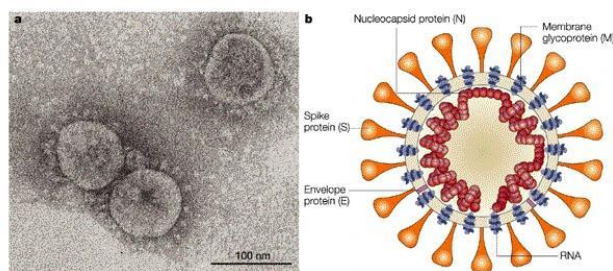 a
100 nm
b
Nucleocapsid protein (N)
Membrane
glycoprotein (M)
Spike
protein (S)
Envelope
protein (E)
RNA